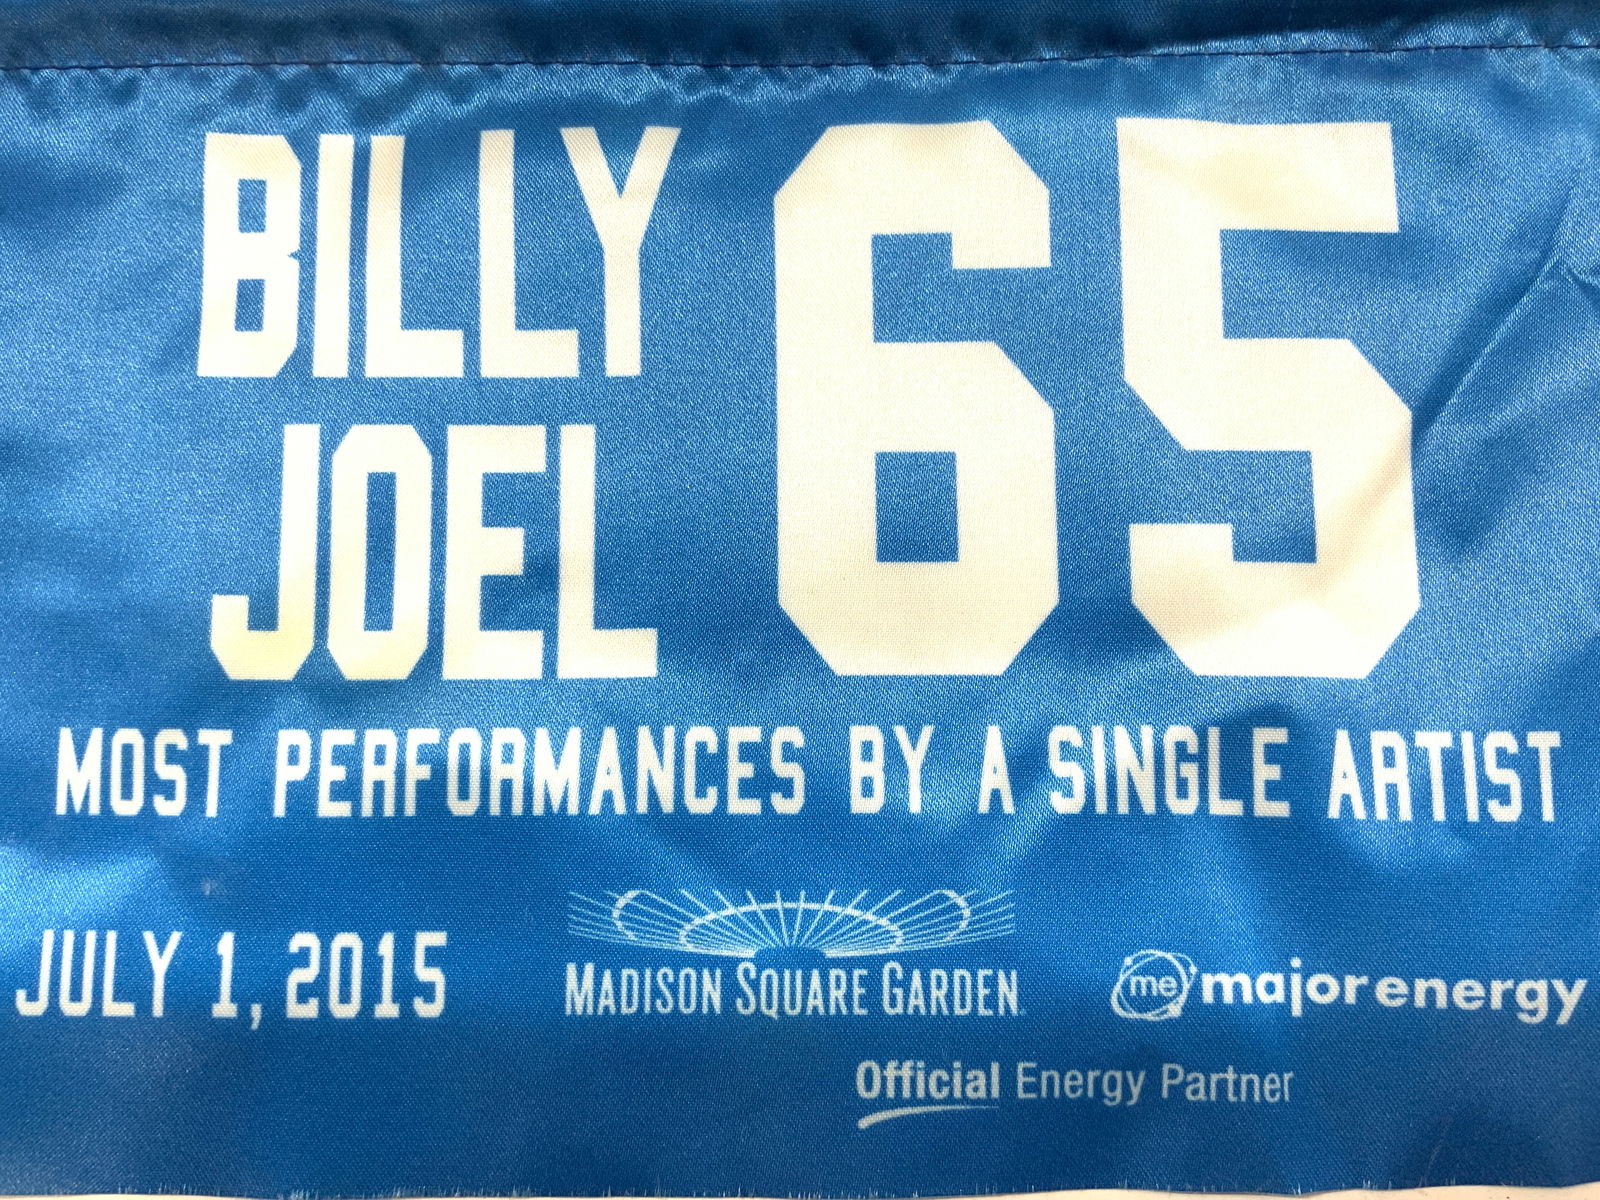 BILLY
JOEL
65
MOST PERFORMANCES BY A SINGLE ARTIST
JULY 1, 2015
MADISON SQUARE GARDEN
me majorenergy
Official Energy Partner